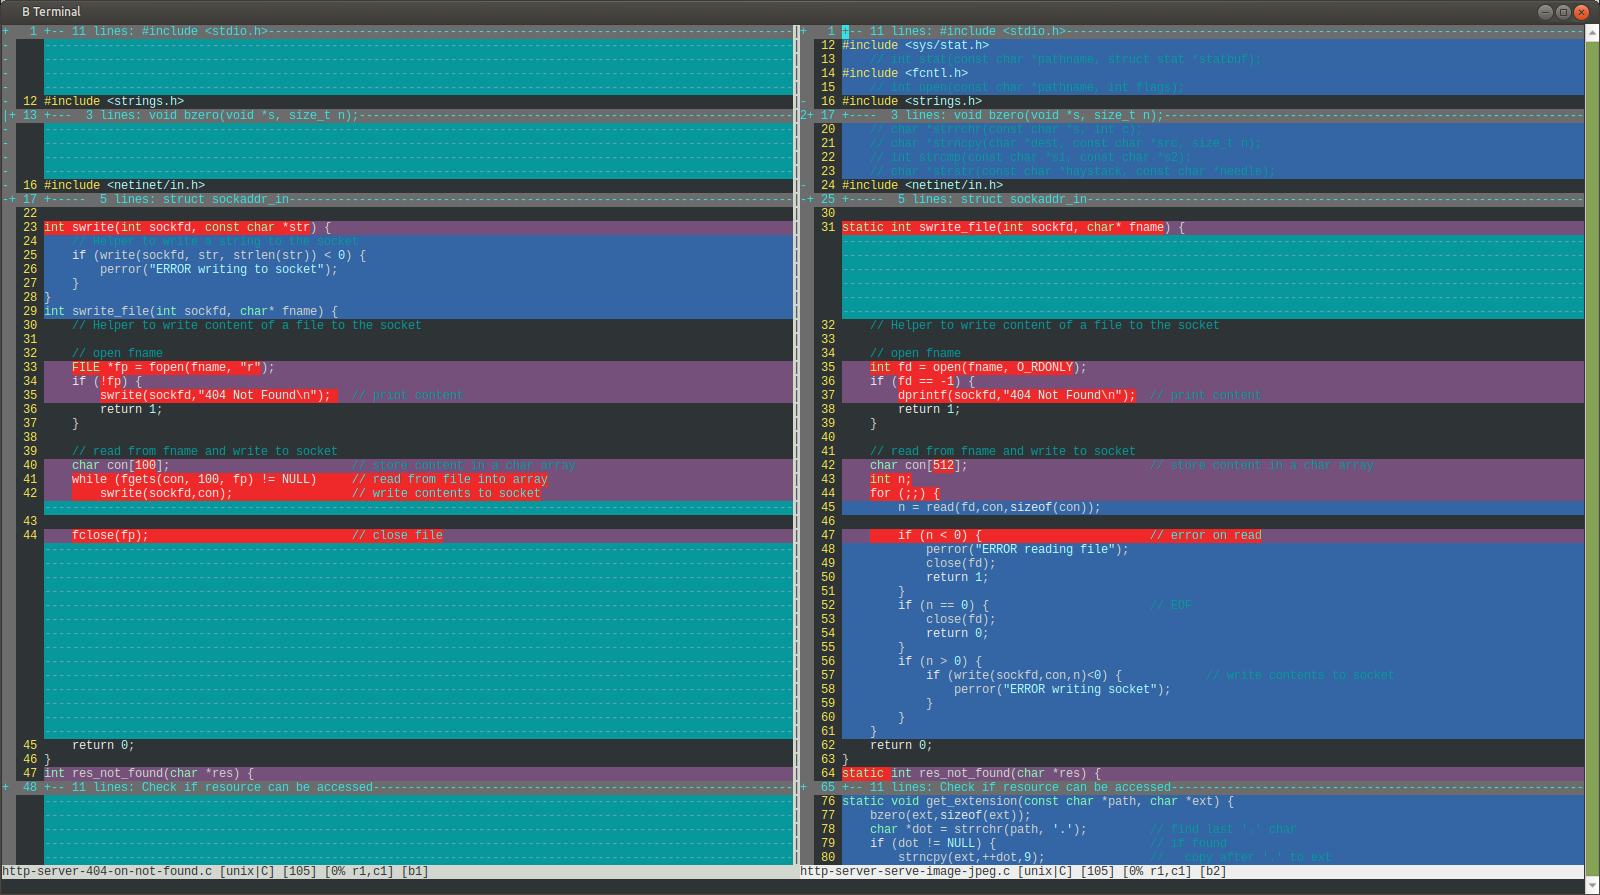 B Terminal
+ 1 +-- 11 lines: #include <stdio.h>
12 #include <strings.h>
|+ 13 +--- 3 lines: void bzero(void *s, size_t n);
16 #include <netinet/in.h>
-+ 17 +----- 5 lines: struct sockaddr_in
22
23 int swrite(int sockfd, const char *str) {
24 // Helper to write a string to the socket
25 if (write(sockfd, str, strlen(str)) < 0) {
26 perror("ERROR writing to socket");
27 }
28 }
29 int swrite_file(int sockfd, char* fname) {
30 // Helper to write content of a file to the socket
31
32 // open fname
33 FILE *fp = fopen(fname, "r");
34 if (!fp) {
35 swrite(sockfd,"404 Not Found\n"); // print content
36 return 1;
37 }
38
39 // read from fname and write to socket
40 char con[100]; // store content in a char array
41 while (fgets(con, 100, fp) != NULL) // read from file into array
42 swrite(sockfd,con); // write contents to socket
43
44 fclose(fp); // close file
45 return 0;
46 }
47 int res_not_found(char *res) {
+ 48 +-- 11 lines: Check if resource can be accessed
http-server-404-on-not-found.c [unix|C] [105] [0% r1,c1] [b1]
+ 1 +-- 11 lines: #include <stdio.h>
12 #include <sys/stat.h>
13 // int stat(const char *pathname, struct stat *statbuf);
14 #include <fcntl.h>
15 // int open(const char *pathname, int flags);
16 #include <strings.h>
2+ 17 +---- 3 lines: void bzero(void *s, size_t n);
20 // char *strrchr(const char *s, int c);
21 // char *strncpy(char *dest, const char *src, size_t n);
22 // int strcmp(const char *s1, const char *s2);
23 // char *strstr(const char *haystack, const char *needle);
24 #include <netinet/in.h>
-+ 25 +----- 5 lines: struct sockaddr_in
30
31 static int swrite_file(int sockfd, char* fname) {
32 // Helper to write content of a file to the socket
33
34 // open fname
35 int fd = open(fname, O_RDONLY);
36 if (fd == -1) {
37 dprintf(sockfd,"404 Not Found\n"); // print content
38 return 1;
39 }
40
41 // read from fname and write to socket
42 char con[512]; // store content in a char array
43 int n;
44 for (;;) {
45 n = read(fd,con,sizeof(con));
46
47 if (n < 0) { // error on read
48 perror("ERROR reading file");
49 close(fd);
50 return 1;
51 }
52 if (n == 0) { // EOF
53 close(fd);
54 return 0;
55 }
56 if (n > 0) {
57 if (write(sockfd,con,n)<0) { // write contents to socket
58 perror("ERROR writing socket");
59 }
60 }
61 }
62 return 0;
63 }
64 static int res_not_found(char *res) {
+ 65 +-- 11 lines: Check if resource can be accessed
76 static void get_extension(const char *path, char *ext) {
77 bzero(ext,sizeof(ext));
78 char *dot = strrchr(path, '.'); // find last '.' char
79 if (dot != NULL) { // if found
80 strncpy(ext,++dot,9); // copy after '.' to ext
http-server-serve-image-jpeg.c [unix|C] [105] [0% r1,c1] [b2]